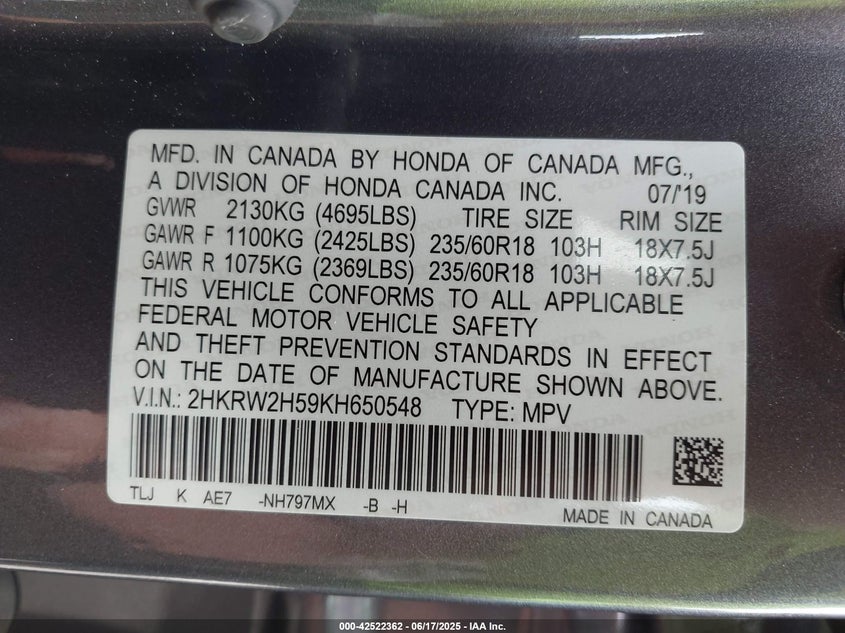 MFD. IN CANADA BY HONDA OF CANADA MFG.,
A DIVISION OF HONDA CANADA INC. 07/'19
GVWR 2130KG (4695LBS) TIRE SIZE RIM SIZE
GAWR F 1100KG (2425LBS) 235/60R18 103H 18X7.5J
GAWR R 1075KG (2369LBS) 235/60R18 103H 18X7.5J
THIS VEHICLE CONFORMS TO ALL APPLICABLE
FEDERAL MOTOR VEHICLE SAFETY
AND THEFT PREVENTION STANDARDS IN EFFECT
ON THE DATE OF MANUFACTURE SHOWN ABOVE.
V.I.N.: 2HKRW2H59KH650548 TYPE: MPV
TLJ K AE7 -NH797MX -B -H
MADE IN CANADA
000-42522362 - 06/17/2025 - IAA Inc.